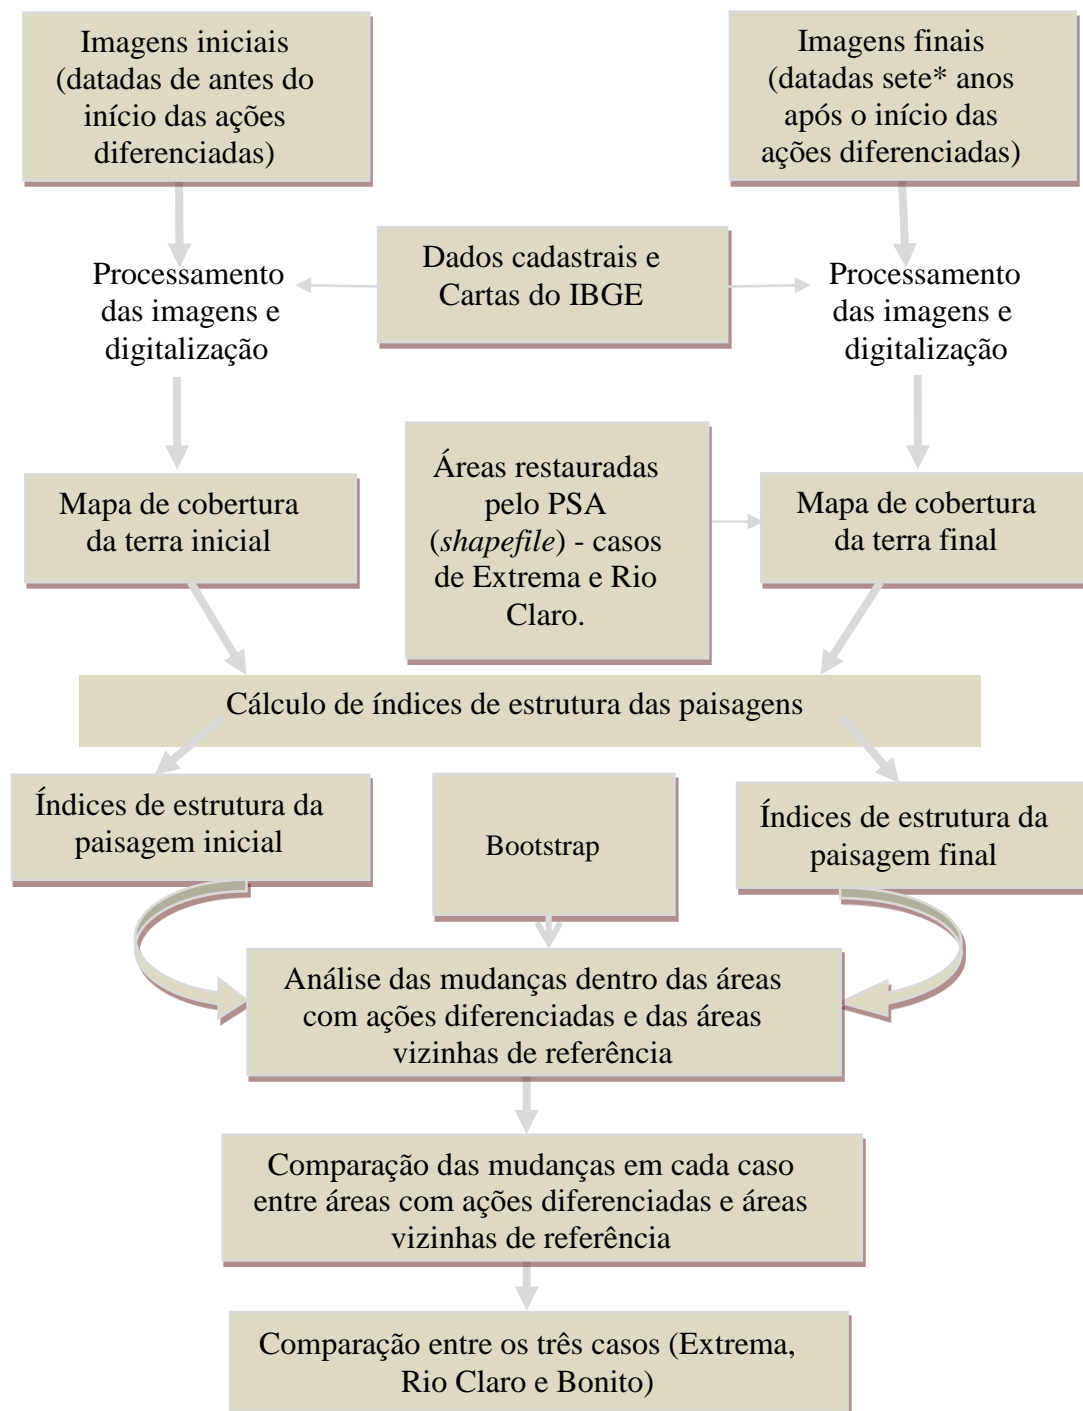 Imagens iniciais
(datadas de antes do
início das ações
diferenciadas)
Imagens finais
(datadas sete* anos
após o início das
ações diferenciadas)
Processamento
das imagens e
digitalização
Dados cadastrais e
Cartas do IBGE
Processamento
das imagens e
digitalização
Mapa de cobertura
da terra inicial
Áreas restauradas
pelo PSA
(shapefile) - casos
de Extrema e Rio
Claro.
Mapa de cobertura
da terra final
Cálculo de índices de estrutura das paisagens
Índices de estrutura da
paisagem inicial
Bootstrap
Índices de estrutura da
paisagem final
Análise das mudanças dentro das áreas
com ações diferenciadas e das áreas
vizinhas de referência
Comparação das mudanças em cada caso
entre áreas com ações diferenciadas e áreas
vizinhas de referência
Comparação entre os três casos (Extrema,
Rio Claro e Bonito)